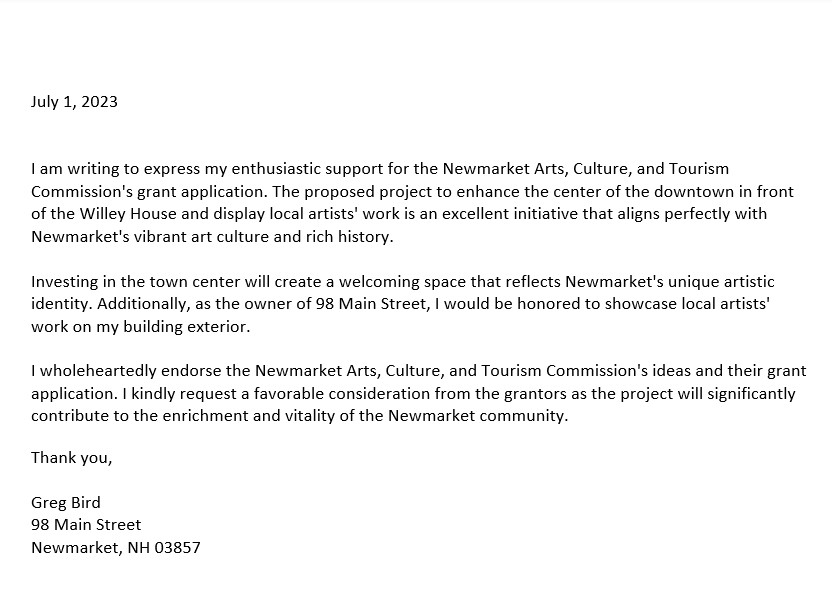 July 1, 2023
I am writing to express my enthusiastic support for the Newmarket Arts, Culture, and Tourism
Commission's grant application. The proposed project to enhance the center of the downtown in front
of the Willey House and display local artists' work is an excellent initiative that aligns perfectly with
Newmarket's vibrant art culture and rich history.
Investing in the town center will create a welcoming space that reflects Newmarket's unique artistic
identity. Additionally, as the owner of 98 Main Street, I would be honored to showcase local artists'
work on my building exterior.
I wholeheartedly endorse the Newmarket Arts, Culture, and Tourism Commission's ideas and their grant
application. I kindly request a favorable consideration from the grantors as the project will significantly
contribute to the enrichment and vitality of the Newmarket community.
Thank you,
Greg Bird
98 Main Street
Newmarket, NH 03857